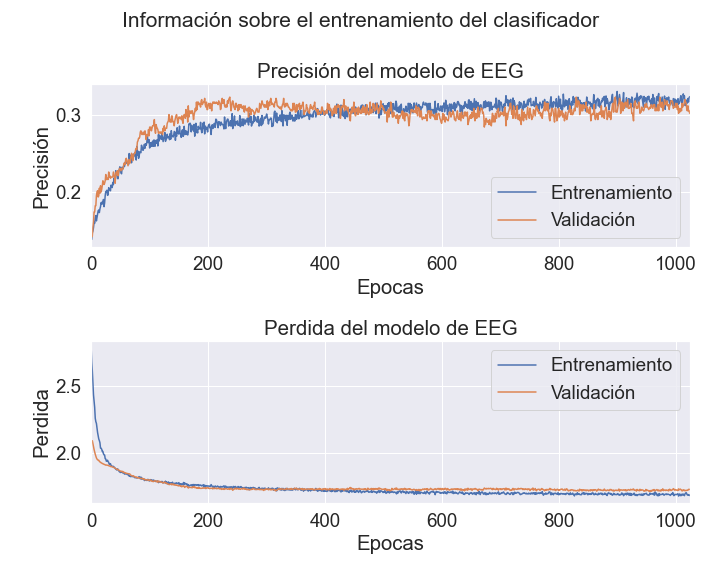 Información sobre el entrenamiento del clasificador
Precisión del modelo de EEG
Precisión
0.3
0.2
Entrenamiento
Validación
0 200 400 600 800 1000
Epocas
Perdida del modelo de EEG
Perdida
2.5
2.0
Entrenamiento
Validación
0 200 400 600 800 1000
Epocas